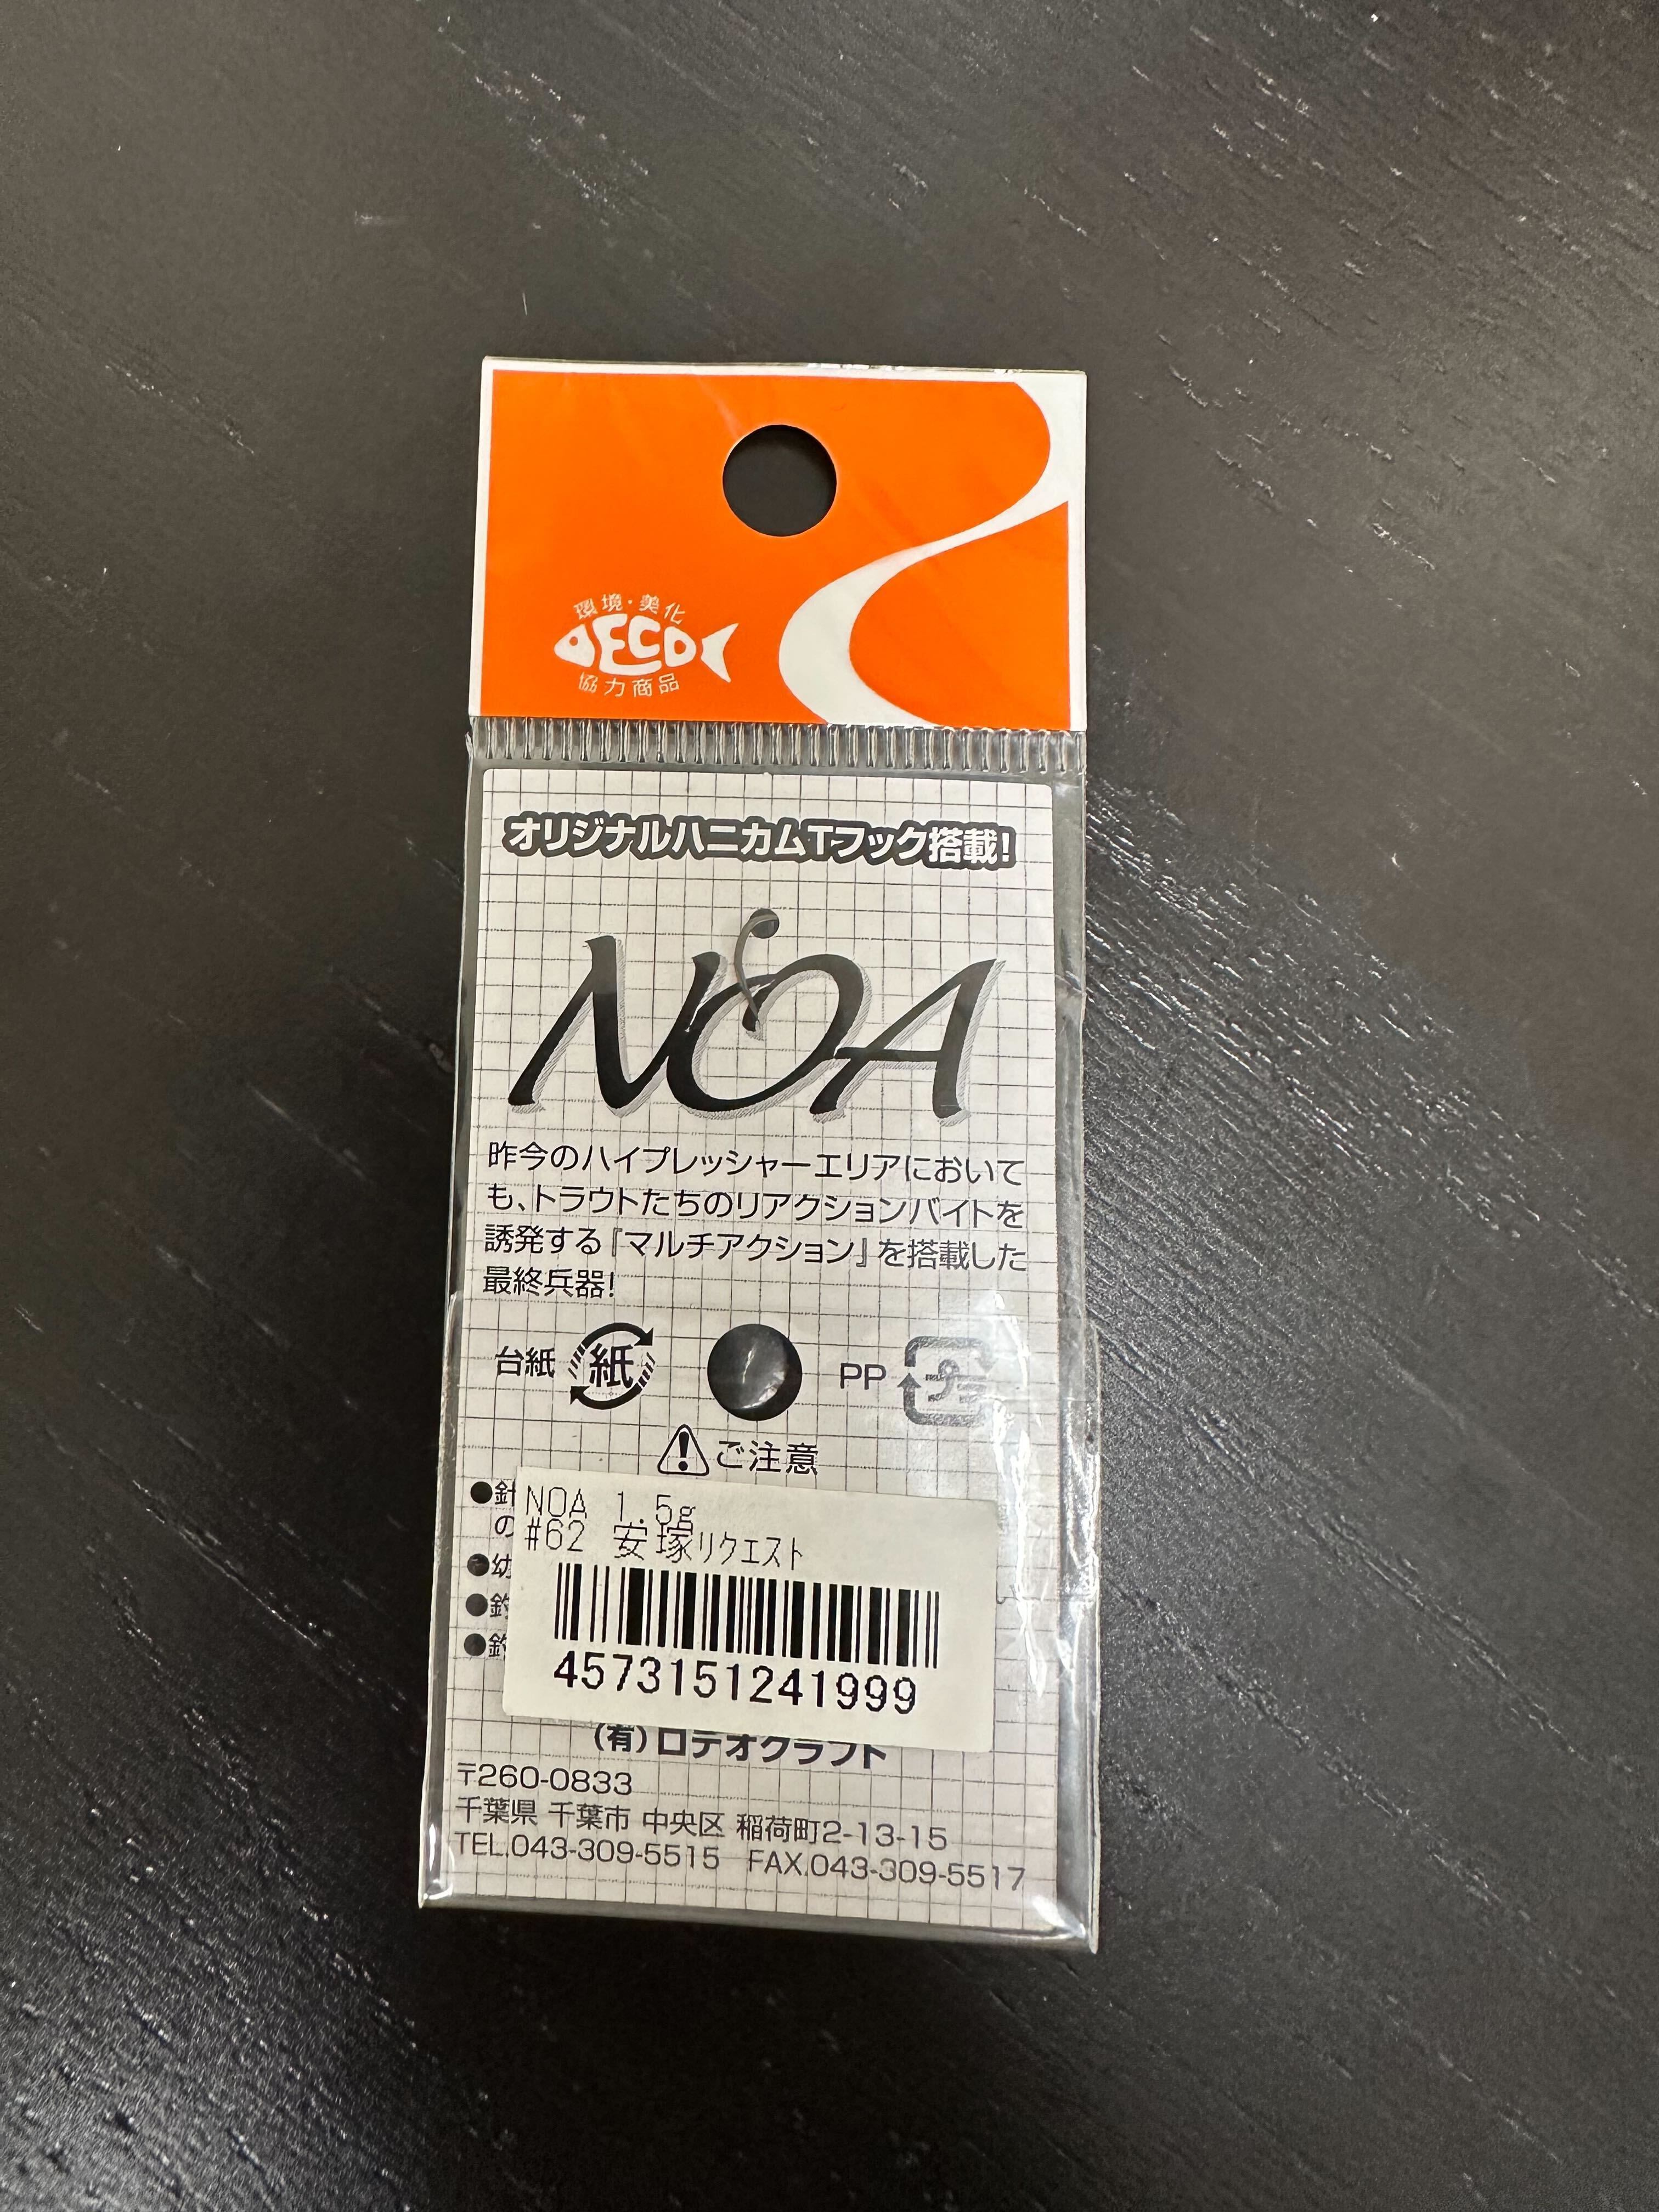 環境・美化
ECO
協力商品
オリジナルハニカムTフック搭載!
NOA
昨今のハイプレッシャーエリアにおいて
も、トラウトたちのリアクションバイトを
誘発する『マルチアクション』を搭載した
最終兵器!
台紙 紙 PP プラ
ご注意
●針
の
●幼
●釣
●釣
NOA 1.5g
#62 安塚リクエスト
4573151241999
(有)ロデオクラフト
〒260-0833
千葉県 千葉市 中央区 稲荷町2-13-15
TEL.043-309-5515 FAX.043-309-5517